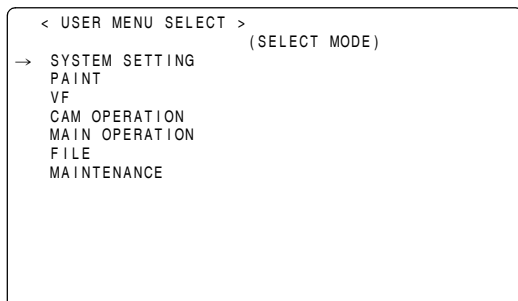 < USER MENU SELECT >
(SELECT MODE)
→ SYSTEM SETTING
PAINT
VF
CAM OPERATION
MAIN OPERATION
FILE
MAINTENANCE